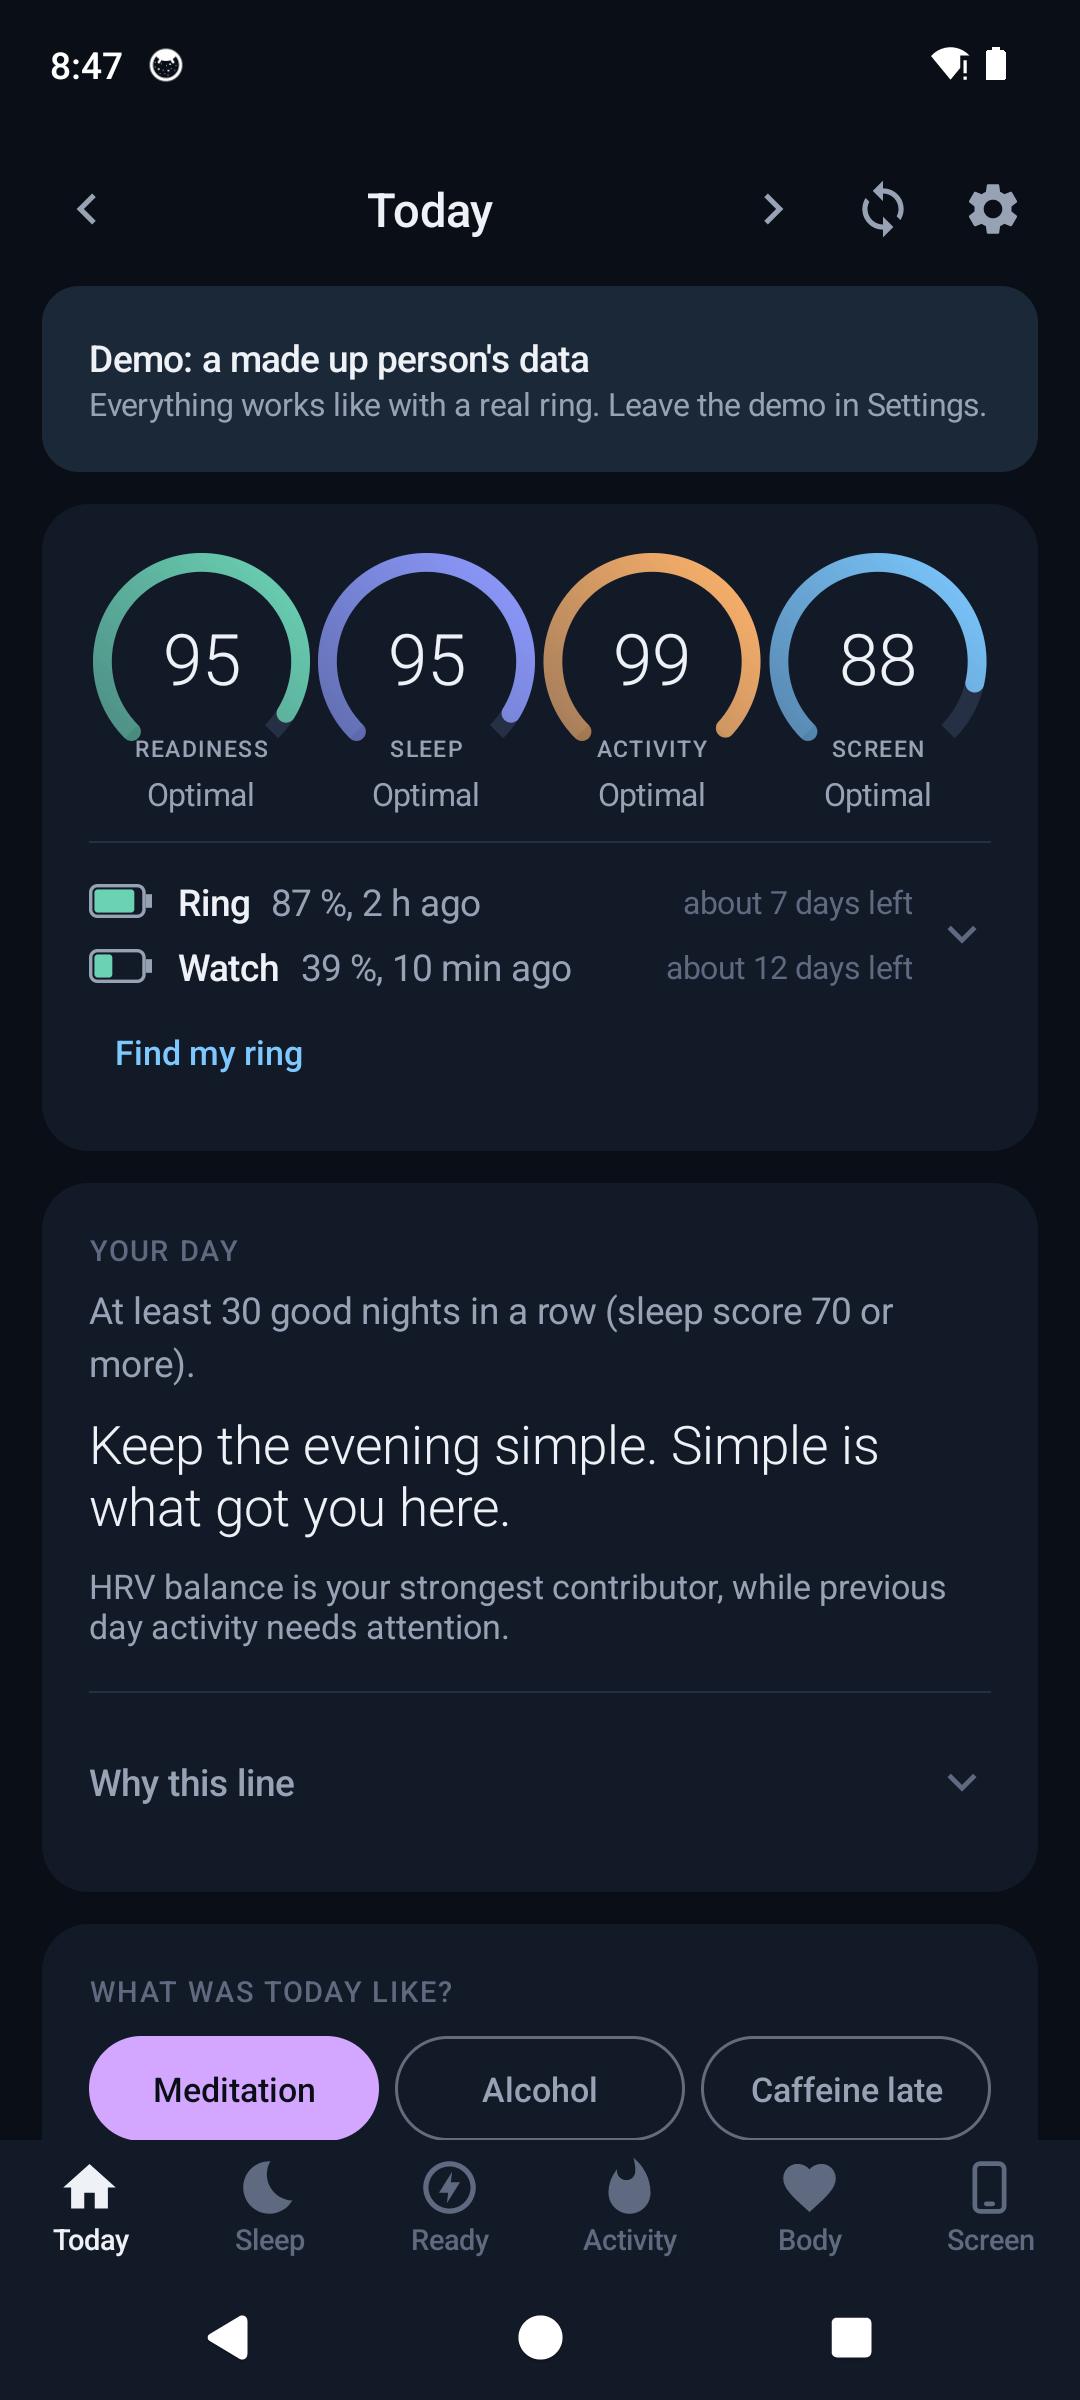 8:47
Today
Demo: a made up person's data
Everything works like with a real ring. Leave the demo in Settings.
95
95
99
88
READINESS
SLEEP
ACTIVITY
SCREEN
Optimal
Optimal
Optimal
Optimal
Ring 87 %, 2 h ago about 7 days left
Watch 39 %, 10 min ago about 12 days left
Find my ring
YOUR DAY
At least 30 good nights in a row (sleep score 70 or
more).
Keep the evening simple. Simple is
what got you here.
HRV balance is your strongest contributor, while previous
day activity needs attention.
Why this line
WHAT WAS TODAY LIKE?
Meditation
Alcohol
Caffeine late
Today
Sleep
Ready
Activity
Body
Screen